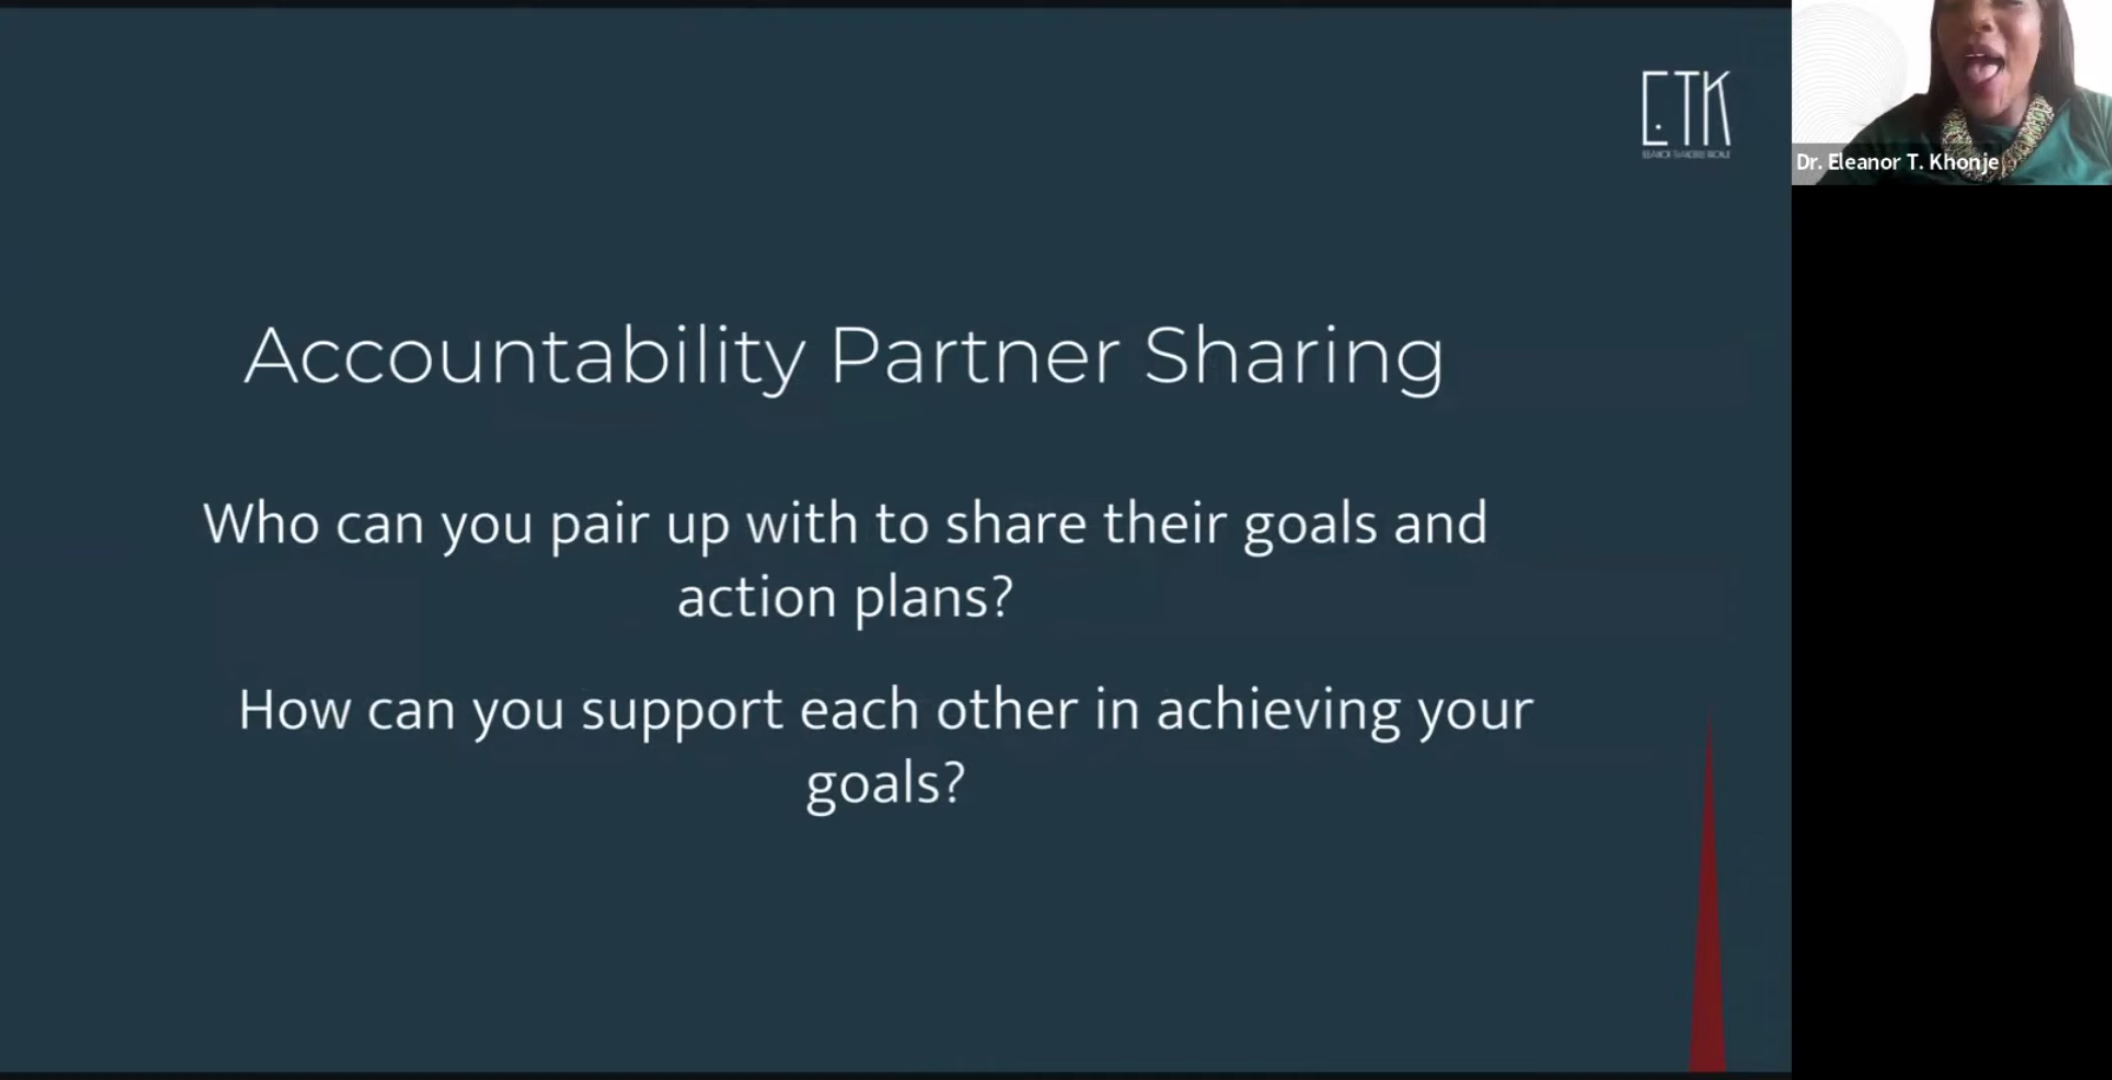 ETK
Accountability Partner Sharing
Who can you pair up with to share their goals and
action plans?
How can you support each other in achieving your
goals?
Dr. Eleanor T. Khonje